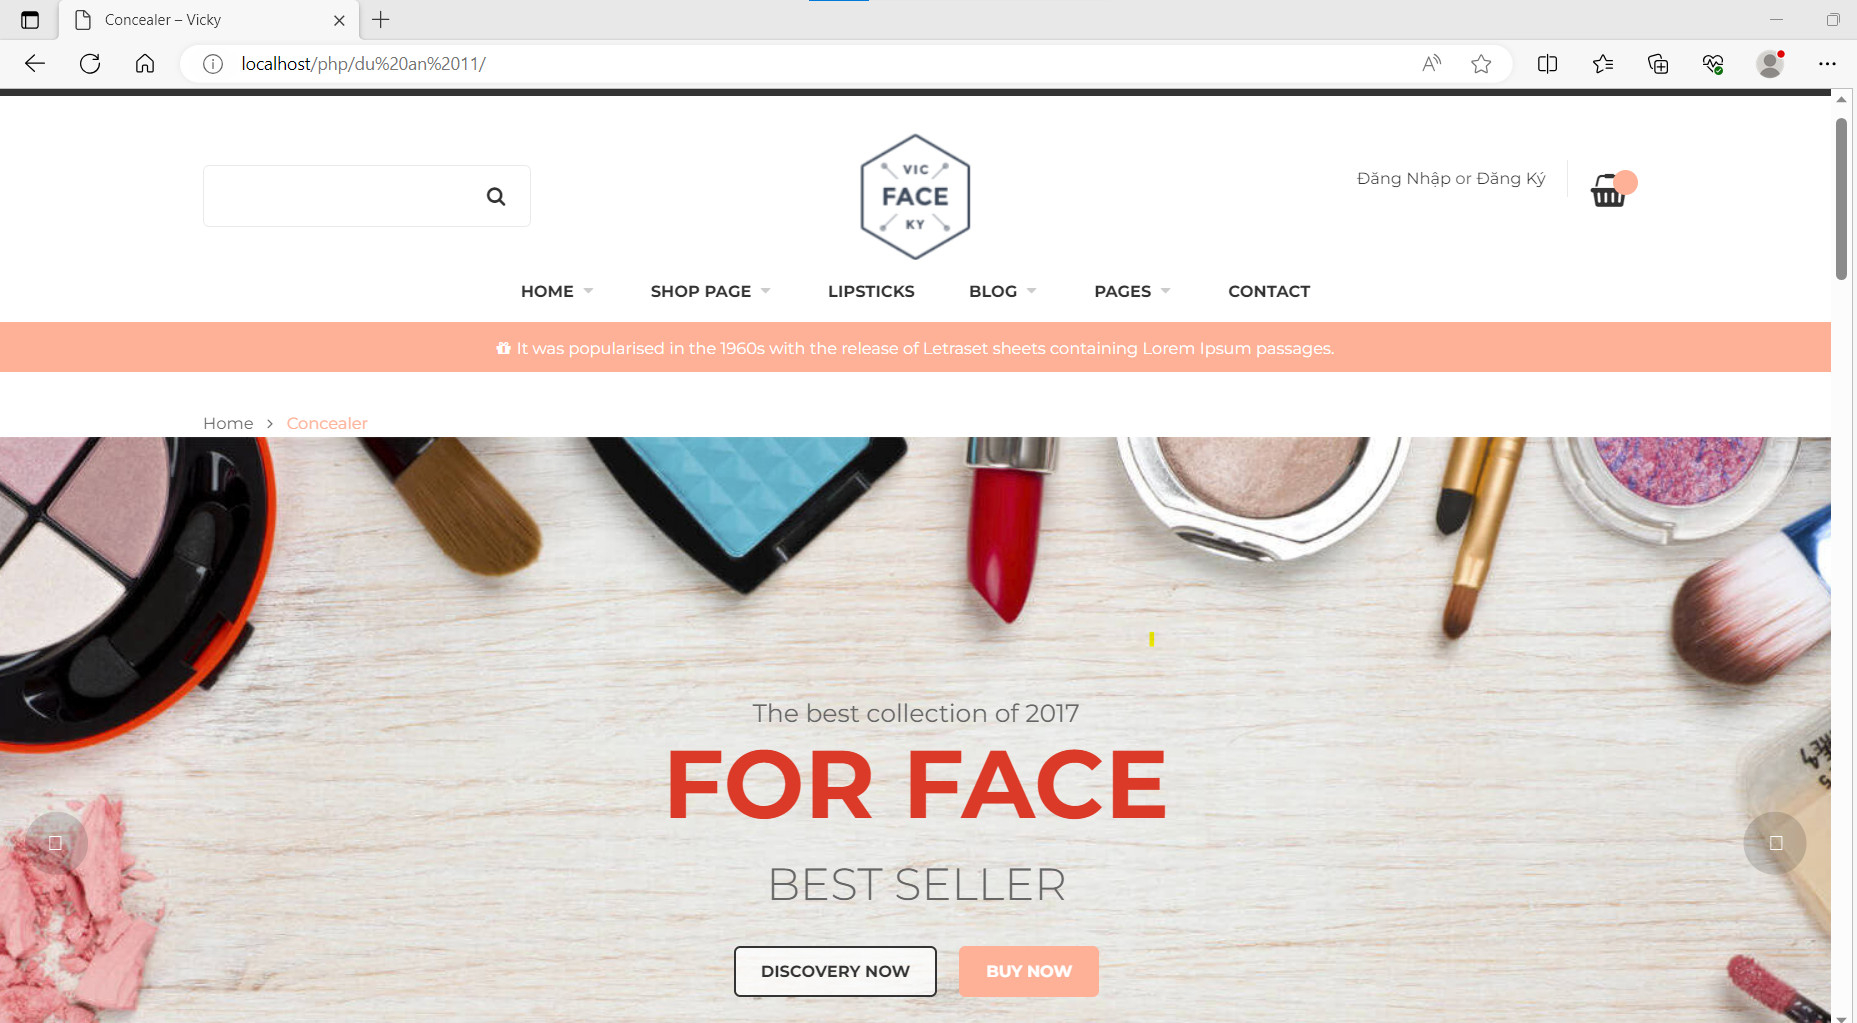 Concealer – Vicky
localhost/php/du%20an%2011/
VIC
FACE
KY
Đăng Nhập or Đăng Ký
HOME
SHOP PAGE
LIPSTICKS
BLOG
PAGES
CONTACT
It was popularised in the 1960s with the release of Letraset sheets containing Lorem Ipsum passages.
Home > Concealer
The best collection of 2017
FOR FACE
BEST SELLER
DISCOVERY NOW
BUY NOW